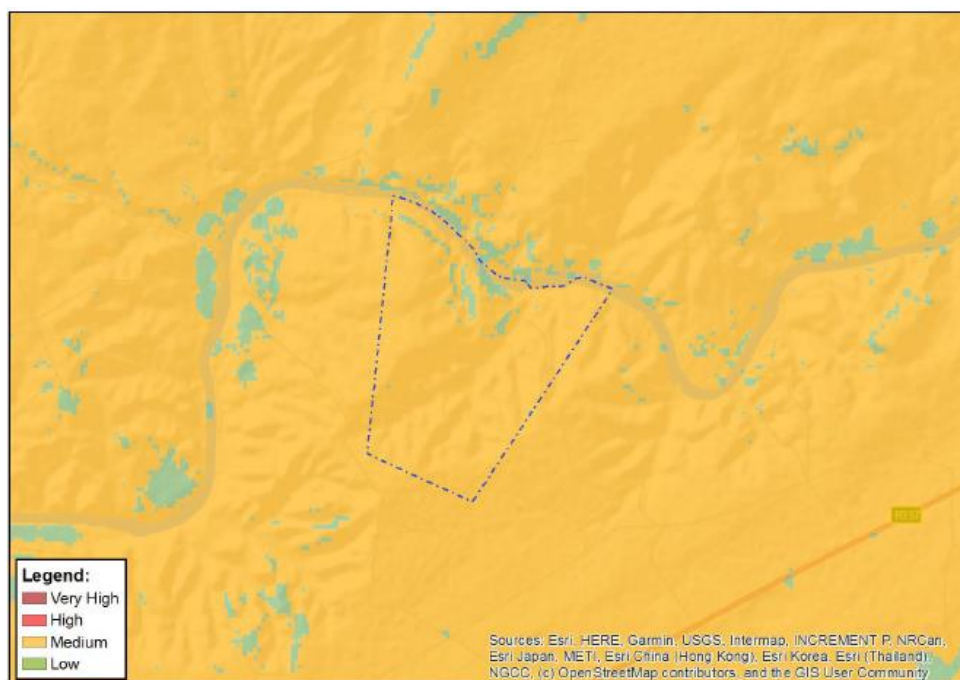 Legend:
Very High
High
Medium
Low
R357
Sources: Esri, HERE, Garmin, USGS, Intermap, INCREMENT P, NRCan,
Esri Japan, METI, Esri China (Hong Kong), Esri Korea, Esri (Thailand),
NGCC, (c) OpenStreetMap contributors, and the GIS User Community